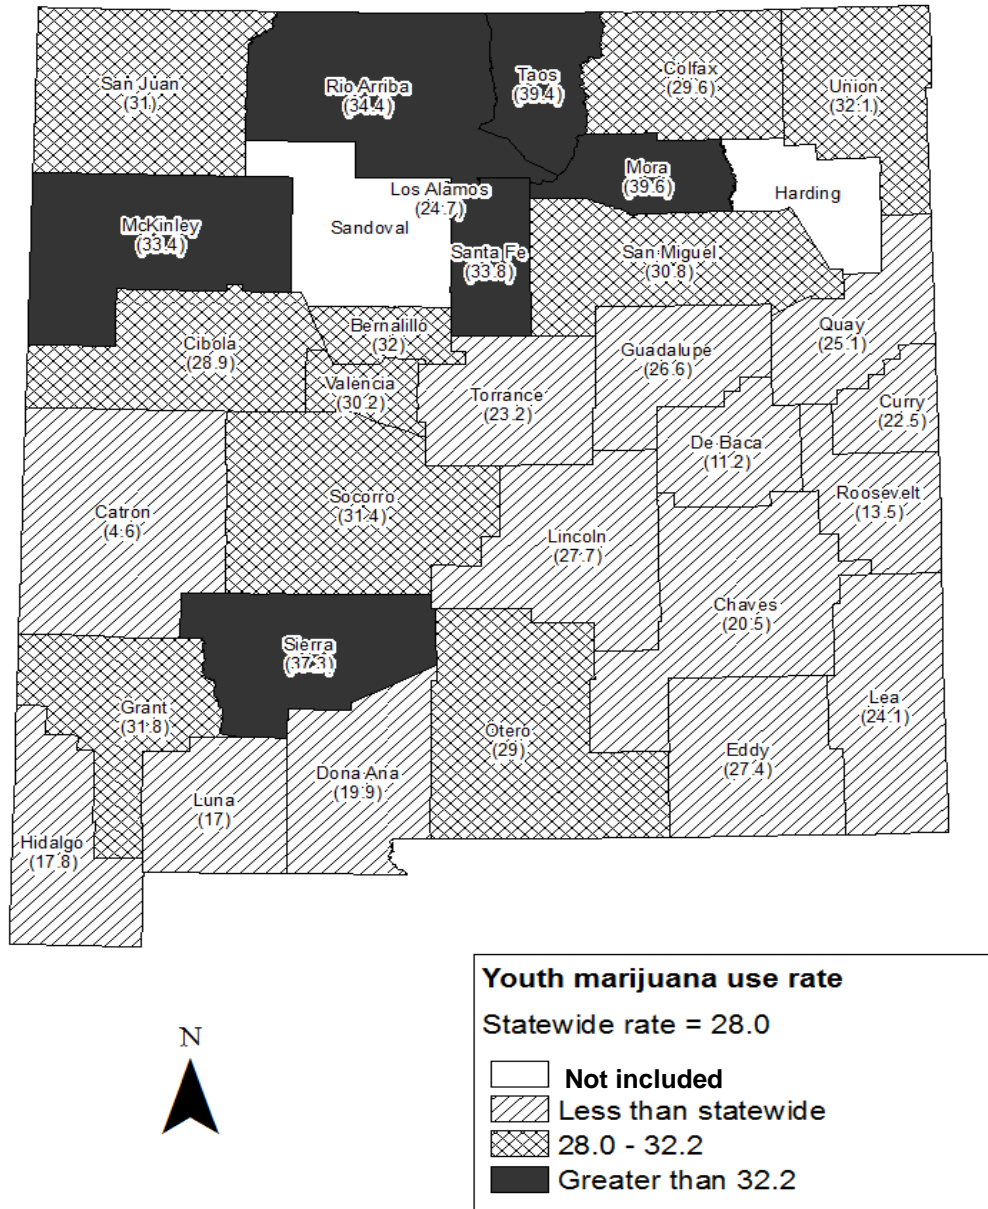 San Juan
(31)
Rio Arriba
(34.4)
Taos
(39.4)
Colfax
(29.6)
Union
(32.1)
McKinley
(33.4)
Los Alamos
(24.7)
Sandoval
Santa Fe
(33.8)
Mora
(39.6)
Harding
San Miguel
(30.8)
Cibola
(28.9)
Bernalillo
(32)
Valencia
(30.2)
Torrance
(23.2)
Guadalupe
(26.6)
Quay
(25.1)
Curry
(22.5)
De Baca
(11.2)
Roosevelt
(13.5)
Catron
(4.6)
Socorro
(31.4)
Lincoln
(27.7)
Chaves
(20.5)
Sierra
(37.3)
Grant
(31.8)
Otero
(29)
Lea
(24.1)
Eddy
(27.4)
Dona Ana
(19.9)
Luna
(17)
Hidalgo
(17.8)
N
Youth marijuana use rate
Statewide rate = 28.0
Not included
Less than statewide
28.0 - 32.2
Greater than 32.2